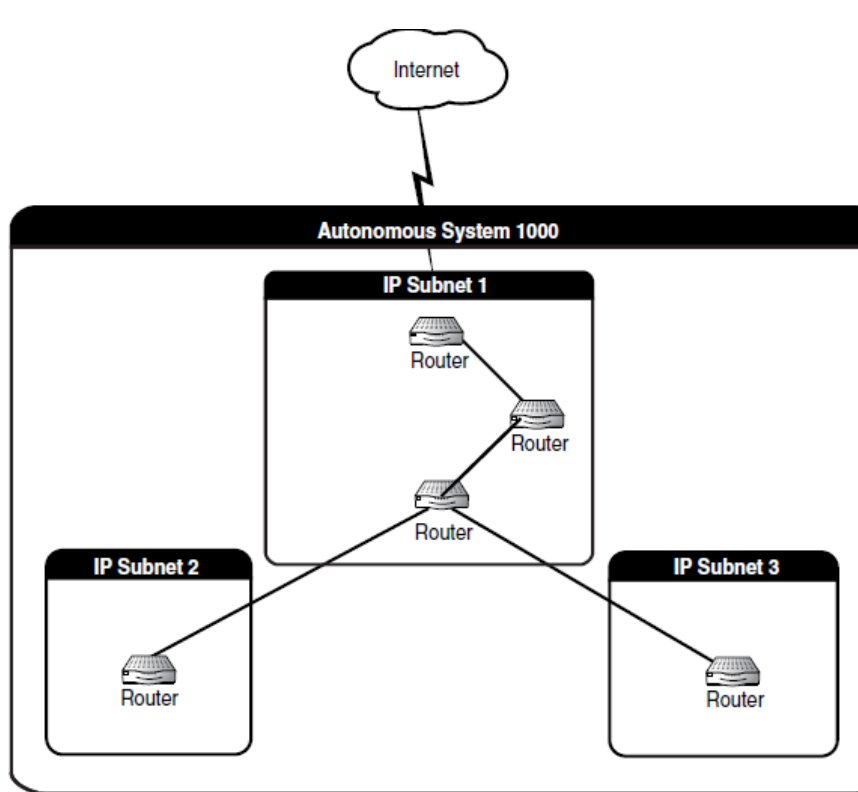 Internet
Autonomous System 1000
IP Subnet 1
Router
Router
Router
IP Subnet 2
IP Subnet 3
Router
Router